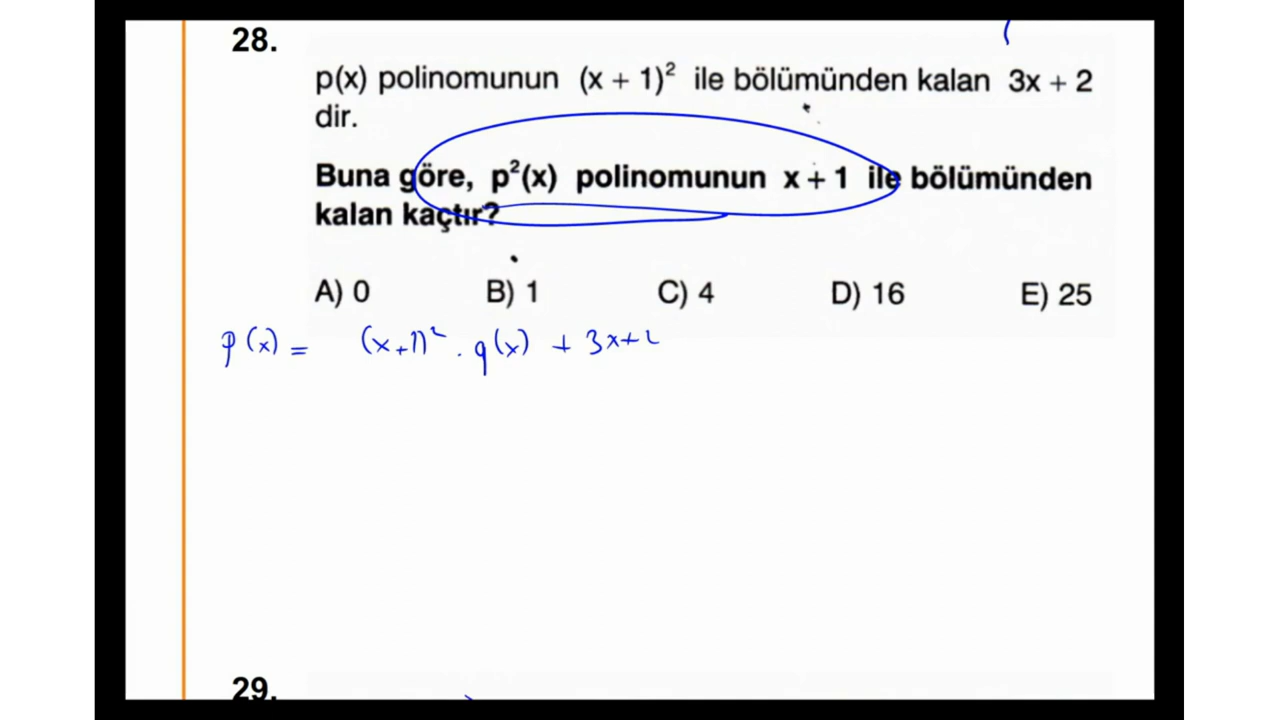 28.
p(x) polinomunun (x + 1)² ile bölümünden kalan 3x + 2
dir.
Buna göre, p²(x) polinomunun x + 1 ile bölümünden
kalan kaçtır?
A) 0 B) 1 C) 4 D) 16 E) 25
p(x) = (x+1)² . q(x) + 3x+2
29.